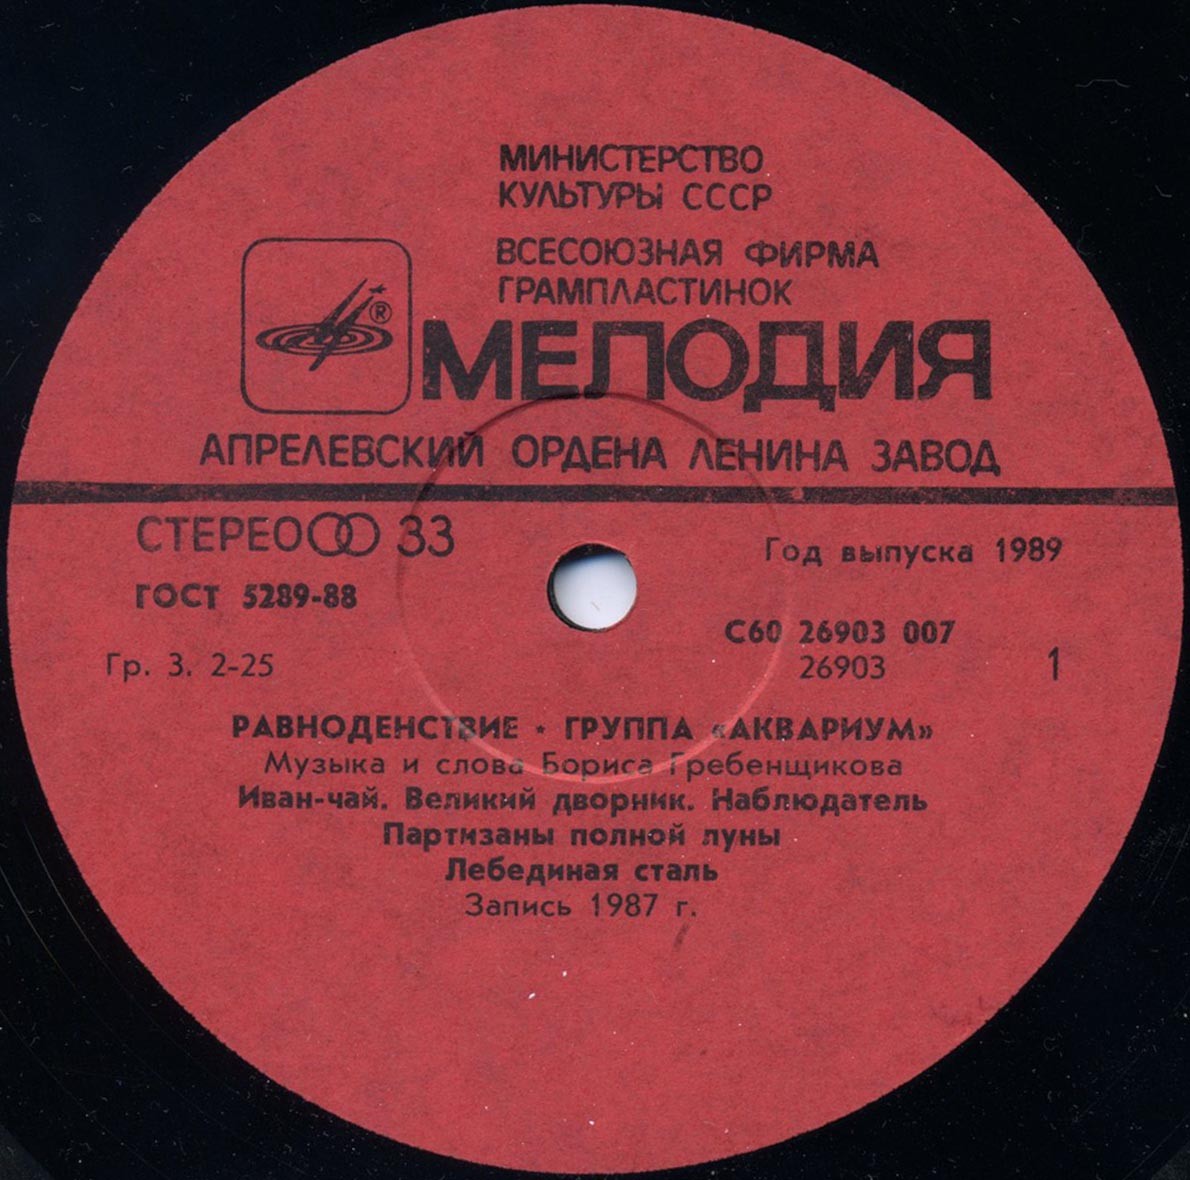 МИНИСТЕРСТВО
КУЛЬТУРЫ СССР
ВСЕСОЮЗНАЯ ФИРМА
ГРАМПЛАСТИНОК
®
МЕЛОДИЯ
АПРЕЛЕВСКИЙ ОРДЕНА ЛЕНИНА ЗАВОД
СТЕРЕО 33
Год выпуска 1989
ГОСТ 5289-88
С60 26903 007
Гр. 3. 2-25
26903
1
РАВНОДЕНСТВИЕ • ГРУППА «АКВАРИУМ»
Музыка и слова Бориса Гребенщикова
Иван-чай. Великий дворник. Наблюдатель
Партизаны полной луны
Лебединая сталь
Запись 1987 г.